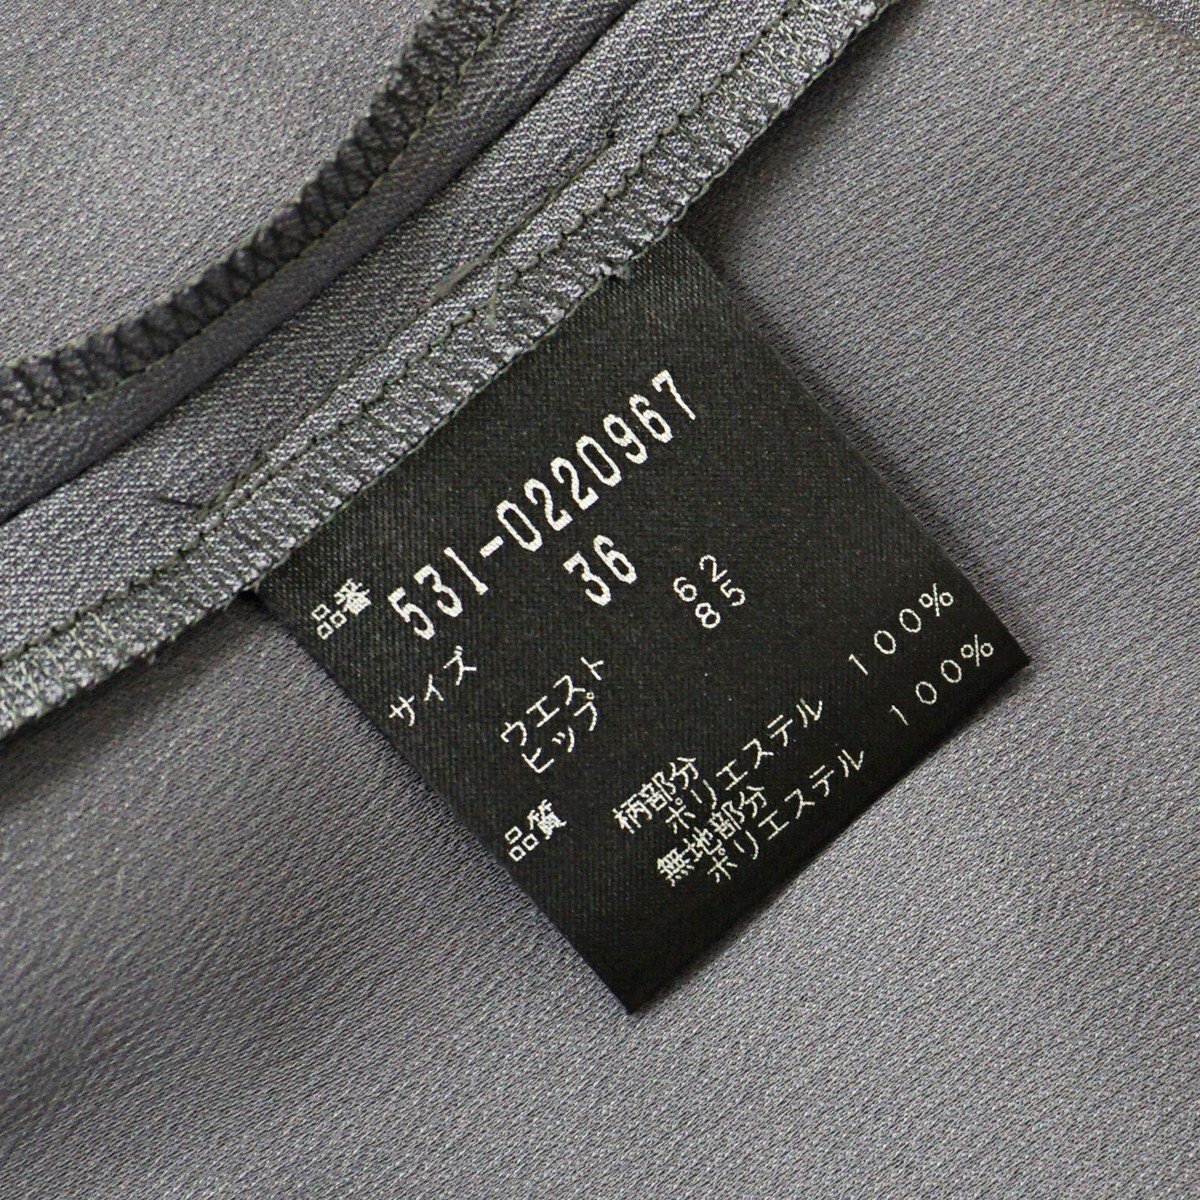 品番 531-0220967
サイズ 36
ウエスト 62
ヒップ 85
品質 柄部分
ポリエステル 100%
無地部分
ポリエステル 100%